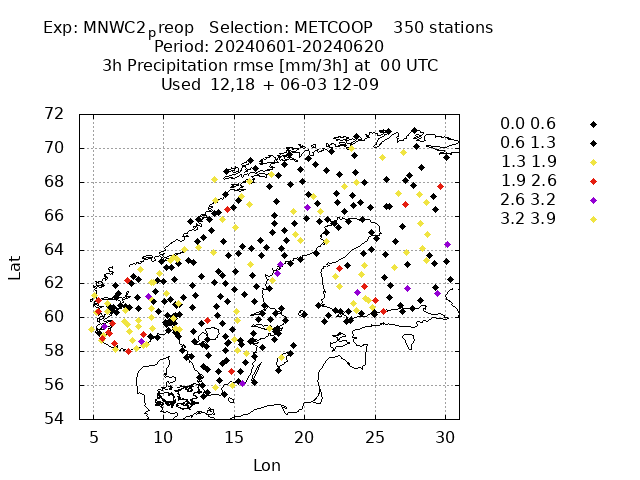 Exp: MNWC2preop Selection: METCOOP 350 stations
Period: 20240601-20240620
3h Precipitation rmse [mm/3h] at 00 UTC
Used 12,18 + 06-03 12-09
72
70
68
66
64
62
60
58
56
54
5 10 15 20 25 30
Lat
Lon
0.0 0.6
0.6 1.3
1.3 1.9
1.9 2.6
2.6 3.2
3.2 3.9